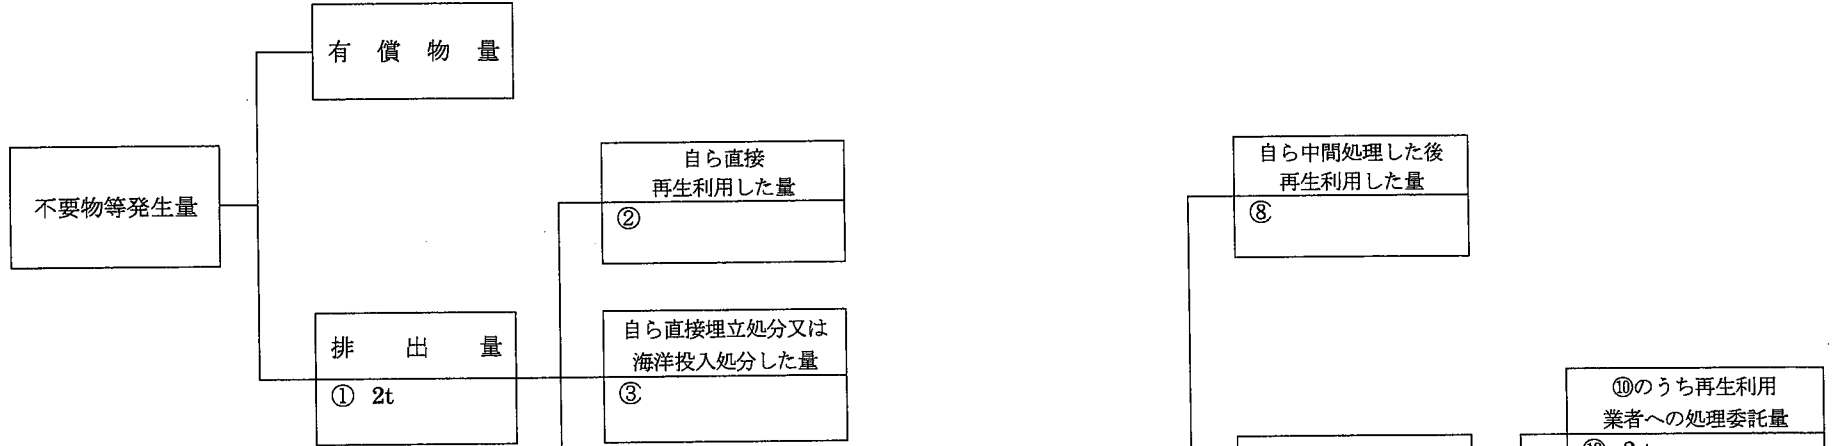 有償物量
不要物等発生量
排出量
① 2t
自ら直接
再生利用した量
②
自ら直接埋立処分又は
海洋投入処分した量
③
自ら中間処理した後
再生利用した量
⑧
⑩のうち再生利用
業者への処理委託量